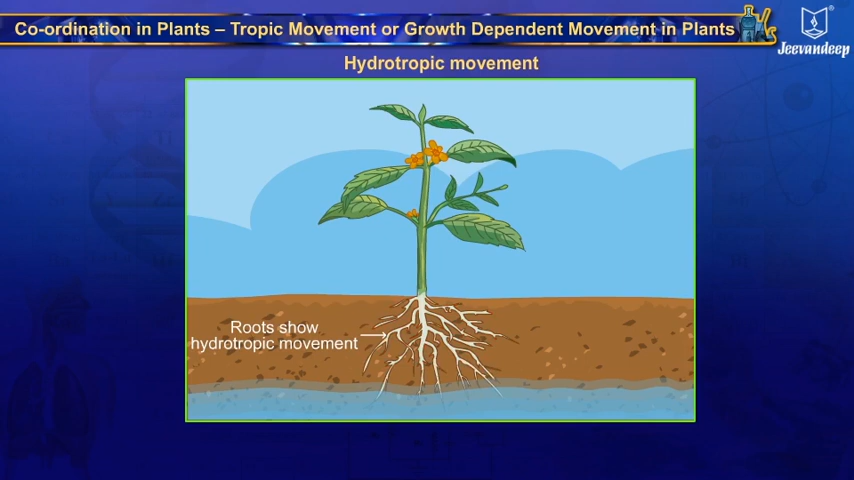 Co-ordination in Plants – Tropic Movement or Growth Dependent Movement in Plants
Jeevandeep
Hydrotropic movement
Roots show
hydrotropic movement